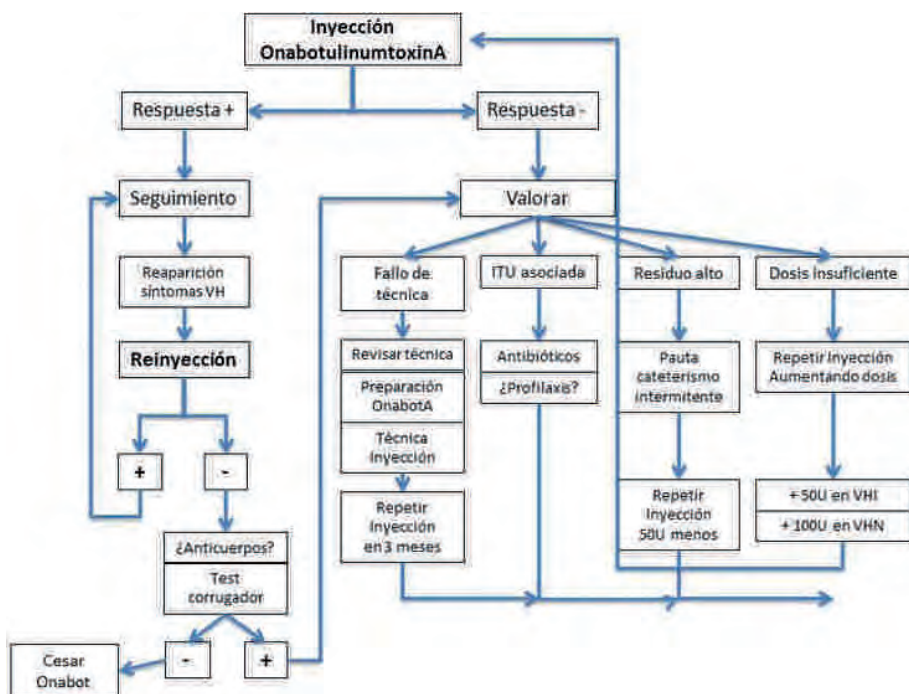 Inyección
OnabotulinumtoxinA
Respuesta +
Respuesta -
Seguimiento
Valorar
Reaparición
síntomas VH
Reinyección
+
-
¿Anticuerpos?
Test
corrugador
-
+
Cesar
Onabot
Fallo de
técnica
Revisar técnica
Preparación
OnabotA
Técnica
Inyección
Repetir
Inyección
en 3 meses
ITU asociada
Antibióticos
¿Profilaxis?
Residuo alto
Pauta
cateterismo
intermitente
Repetir
Inyección
50U menos
Dosis insuficiente
Repetir Inyección
Aumentando dosis
+ 50U en VHI
+ 100U en VHN